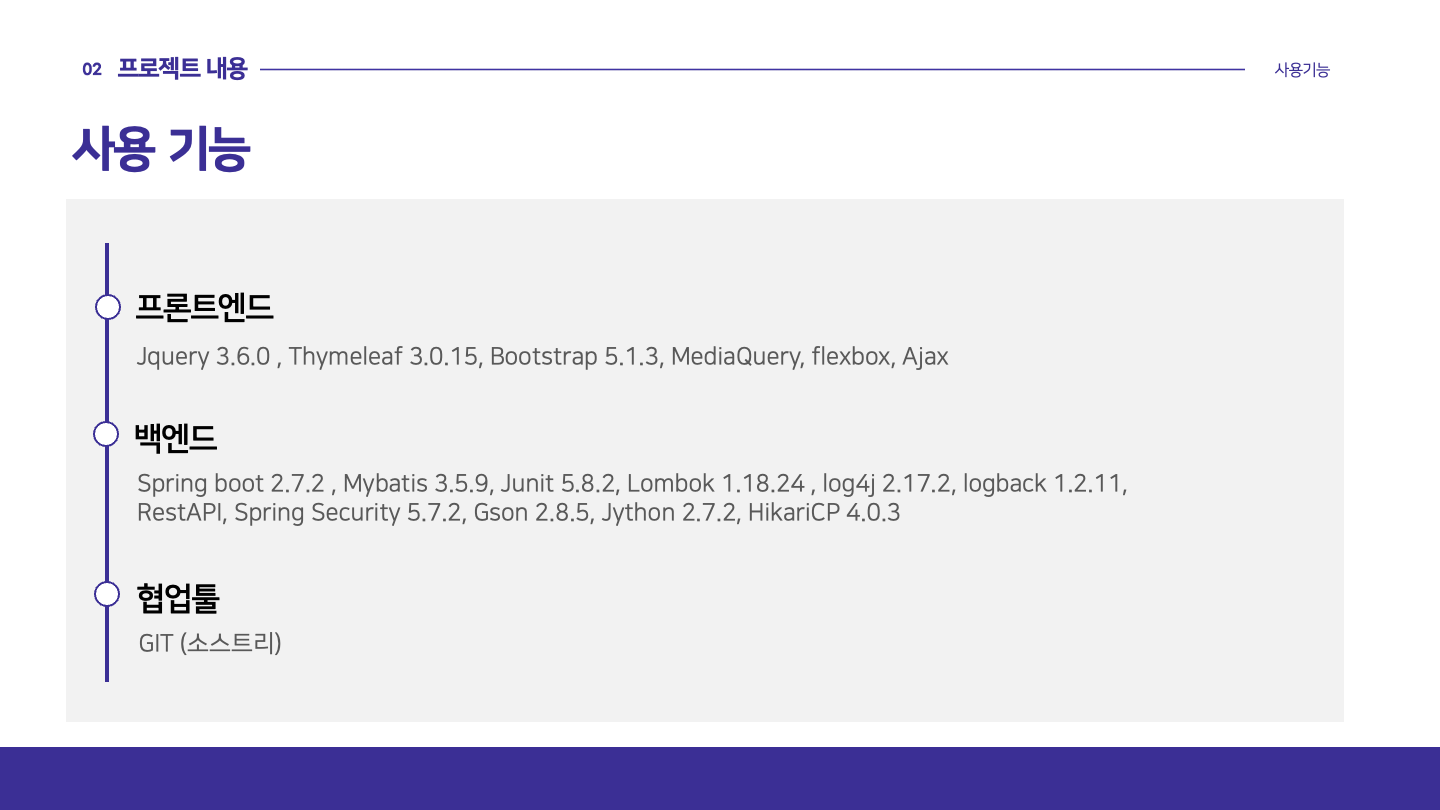 02 프로젝트 내용 사용기능
사용 기능
프론트엔드
Jquery 3.6.0 , Thymeleaf 3.0.15, Bootstrap 5.1.3, MediaQuery, flexbox, Ajax
백엔드
Spring boot 2.7.2 , Mybatis 3.5.9, Junit 5.8.2, Lombok 1.18.24 , log4j 2.17.2, logback 1.2.11,
RestAPI, Spring Security 5.7.2, Gson 2.8.5, Jython 2.7.2, HikariCP 4.0.3
협업툴
GIT (소스트리)